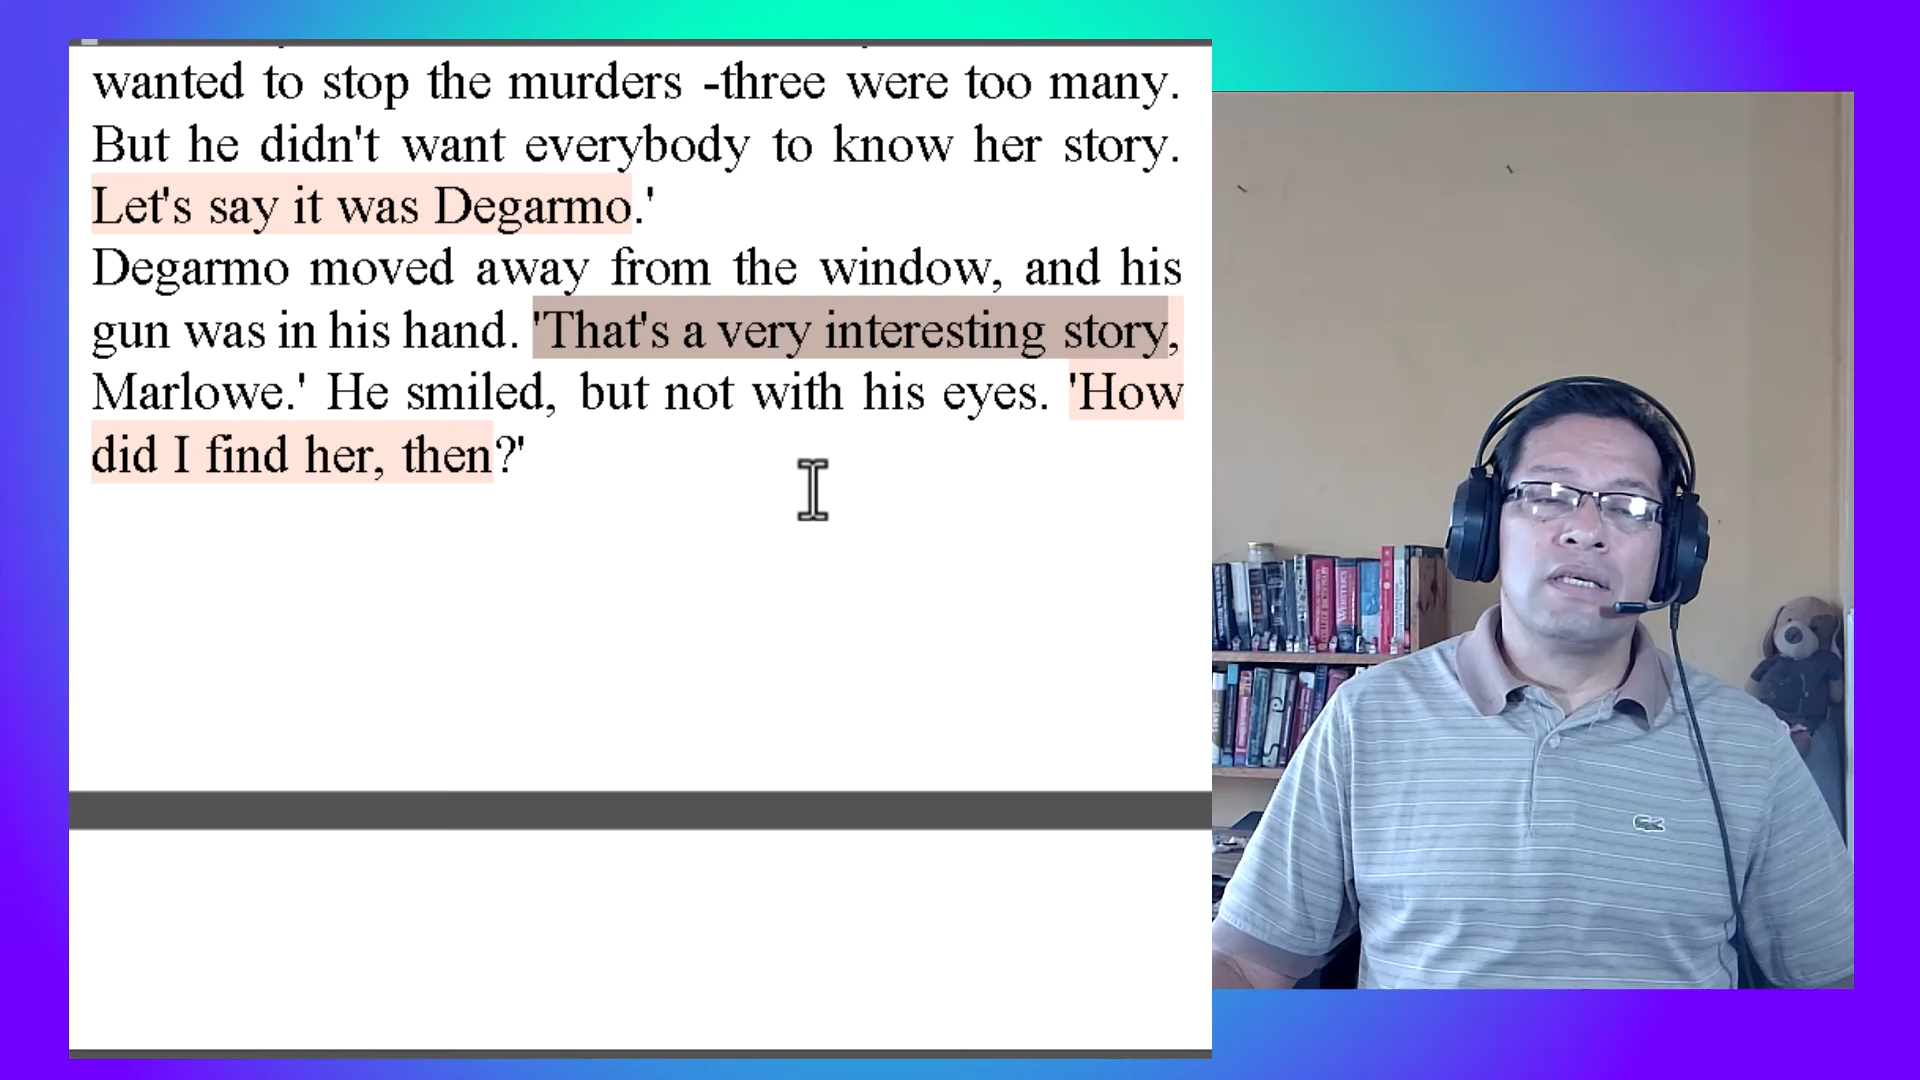 wanted to stop the murders -three were too many.
But he didn't want everybody to know her story.
Let's say it was Degarmo.'
Degarmo moved away from the window, and his
gun was in his hand. 'That's a very interesting story,
Marlowe.' He smiled, but not with his eyes. 'How
did I find her, then?'